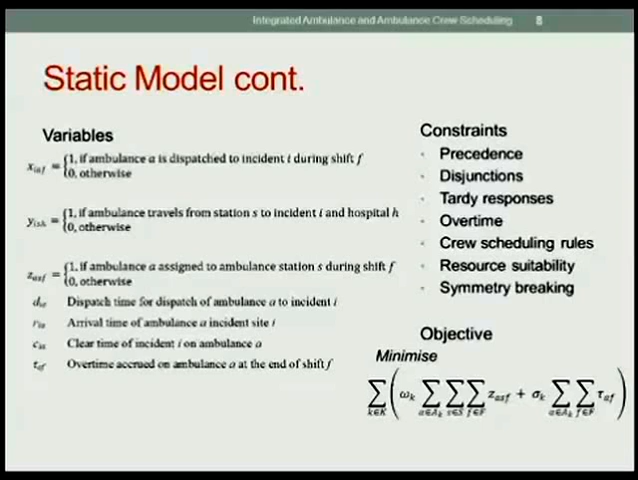 Integrated Ambulance and Ambulance Crew Scheduling 8
Static Model cont.
Variables
x_iaf = {1, if ambulance a is dispatched to incident i during shift f
{0, otherwise
y_ish = {1, if ambulance travels from station s to incident i and hospital h
{0, otherwise
z_asf = {1, if ambulance a assigned to ambulance station s during shift f
{0, otherwise
d_ia Dispatch time for dispatch of ambulance a to incident i
r_ia Arrival time of ambulance a incident site i
c_ia Clear time of incident i on ambulance a
τ_af Overtime accrued on ambulance a at the end of shift f
Constraints
· Precedence
· Disjunctions
· Tardy responses
· Overtime
· Crew scheduling rules
· Resource suitability
· Symmetry breaking
Objective
Minimise
∑_{k∈K} (ω_k ∑_{a∈A_k} ∑_{s∈S} ∑_{f∈F} z_asf + σ_k ∑_{a∈A_k} ∑_{f∈F} τ_af)